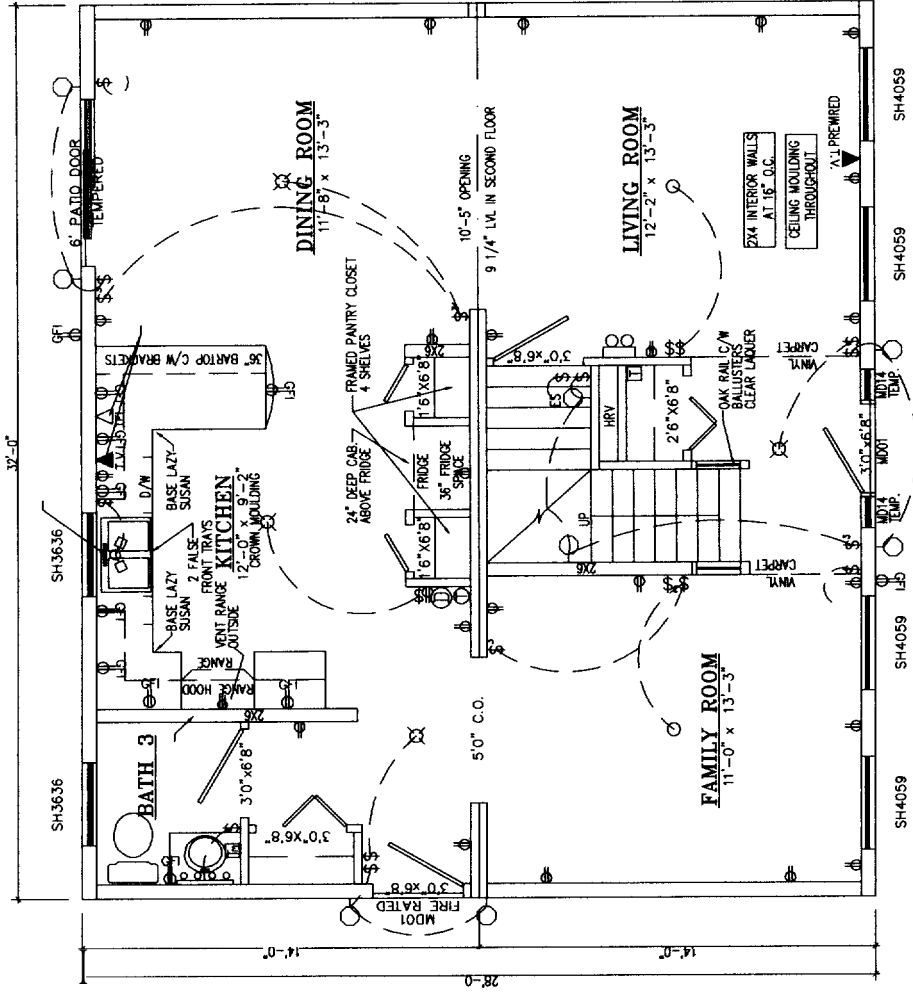 32'-0"
SH3636
SH3636
6' PATIO DOOR
TEMPERED
GFI
36" BARTOP C/W BRACKETS
GFI
D/W
BASE LAZY
SUSAN
2 FALSE
FRONT TRAYS
BASE LAZY
SUSAN
VENT RANGE
OUTSIDE
KITCHEN
12'-0" x 9'-2"
CROWN MOULDING
RANGE
RANGE HOOD
2X6
BATH 3
3'0"x6'8"
3'0"x6'8"
DINING ROOM
11'-8" x 13'-3"
FRAMED PANTRY CLOSET
4 SHELVES
24" DEEP CAB.
ABOVE FRIDGE
FRIDGE
36" FRIDGE
SPACE
1'6"X6'8"
1'6"X6'8"
2X6
10'-5" OPENING
9 1/4" LVL IN SECOND FLOOR
5'0" C.O.
3'0"x6'8"
MD01
FIRE RATED
14'-0"
28'-0
14'-0"
3'0"x6'8"
ES
HRV
T
UP
2'6"X6'8"
OAK RAIL C/W
BALLUSTERS
CLEAR LAQUER
2X6
LIVING ROOM
12'-2" x 13'-3"
2X4 INTERIOR WALLS
AT 16" O.C.
CEILING MOULDING
THROUGHOUT
PREWIRED
FAMILY ROOM
11'-0" x 13'-3"
VINYL
CARPET
VINYL
CARPET
GFI
MD14
TEMP.
3'0"x6'8"
MD01
MD14
TEMP.
SH4059
SH4059
SH4059
SH4059